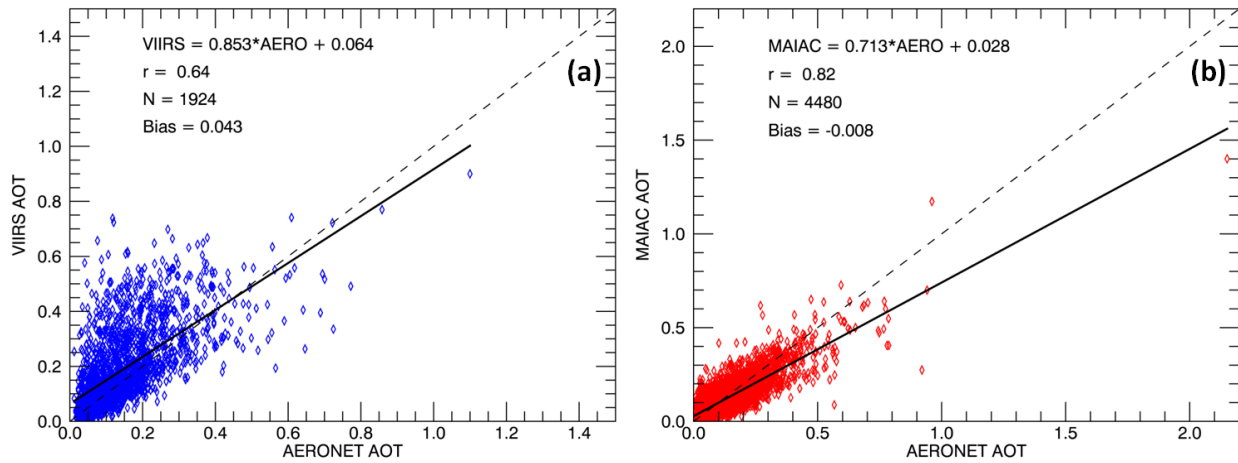 VIIRS = 0.853*AERO + 0.064
r = 0.64
N = 1924
Bias = 0.043
(a)
1.4
1.2
1.0
0.8
0.6
0.4
0.2
0.0
VIIRS AOT
0.0 0.2 0.4 0.6 0.8 1.0 1.2 1.4
AERONET AOT
MAIAC = 0.713*AERO + 0.028
r = 0.82
N = 4480
Bias = -0.008
(b)
2.0
1.5
1.0
0.5
0.0
MAIAC AOT
0.0 0.5 1.0 1.5 2.0
AERONET AOT